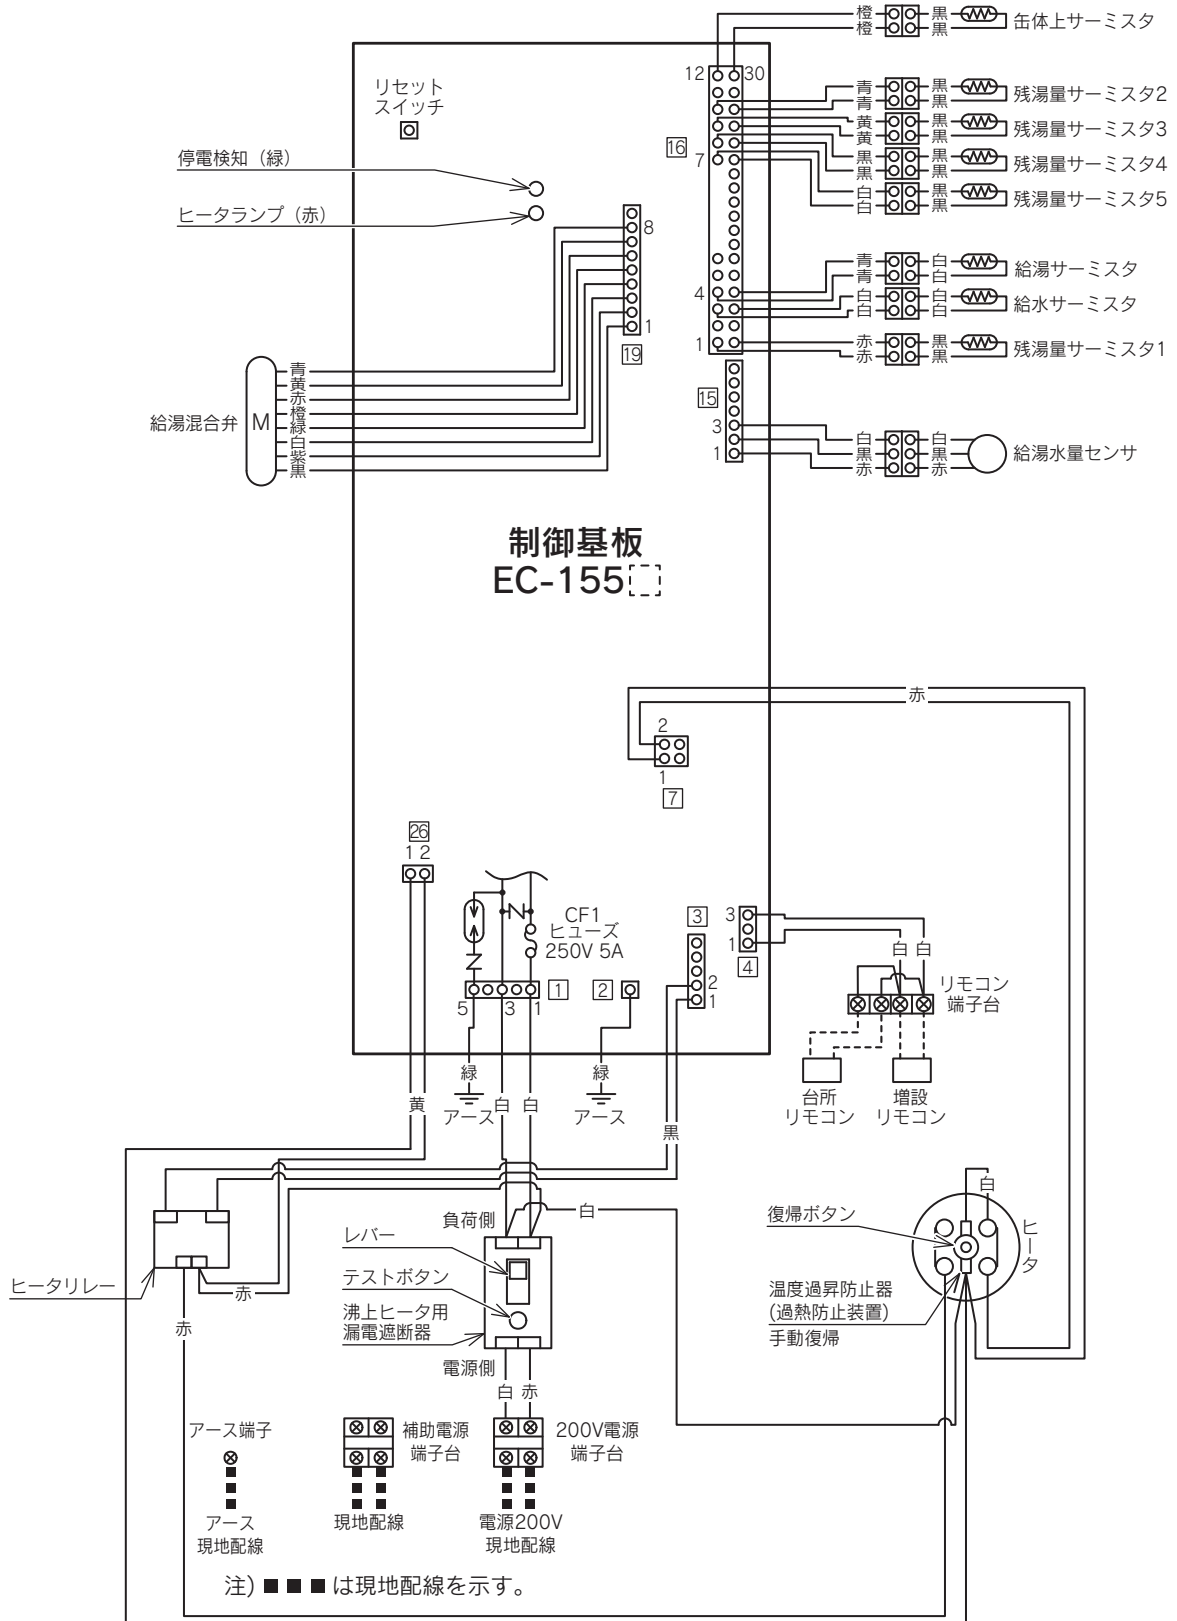 橙
橙
黒
黒
缶体上サーミスタ
リセット
スイッチ
12
30
青
青
黒
黒
残湯量サーミスタ2
黄
黄
黒
黒
残湯量サーミスタ3
16
7
黒
黒
黒
黒
残湯量サーミスタ4
白
白
黒
黒
残湯量サーミスタ5
停電検知（緑）
ヒータランプ（赤）
8
1
19
青
青
白
白
給湯サーミスタ
4
白
白
白
白
給水サーミスタ
1
赤
赤
黒
黒
残湯量サーミスタ1
15
3
1
白
黒
赤
白
黒
赤
給湯水量センサ
給湯混合弁
M
青
黄
赤
橙
緑
白
紫
黒
制御基板
EC-155
赤
2
1
7
26
1 2
CF1
ヒューズ
250V 5A
5
3
1
1
2
3
2
1
3
1
4
白
白
リモコン
端子台
台所
リモコン
増設
リモコン
緑
アース
白
白
緑
アース
黄
黒
白
負荷側
白
レバー
テストボタン
沸上ヒータ用
漏電遮断器
電源側
ヒータリレー
赤
赤
復帰ボタン
ヒータ
温度過昇防止器
(過熱防止装置)
手動復帰
白
赤
アース端子
補助電源
端子台
200V電源
端子台
アース
現地配線
現地配線
電源200V
現地配線
注) ■ ■ ■ は現地配線を示す。